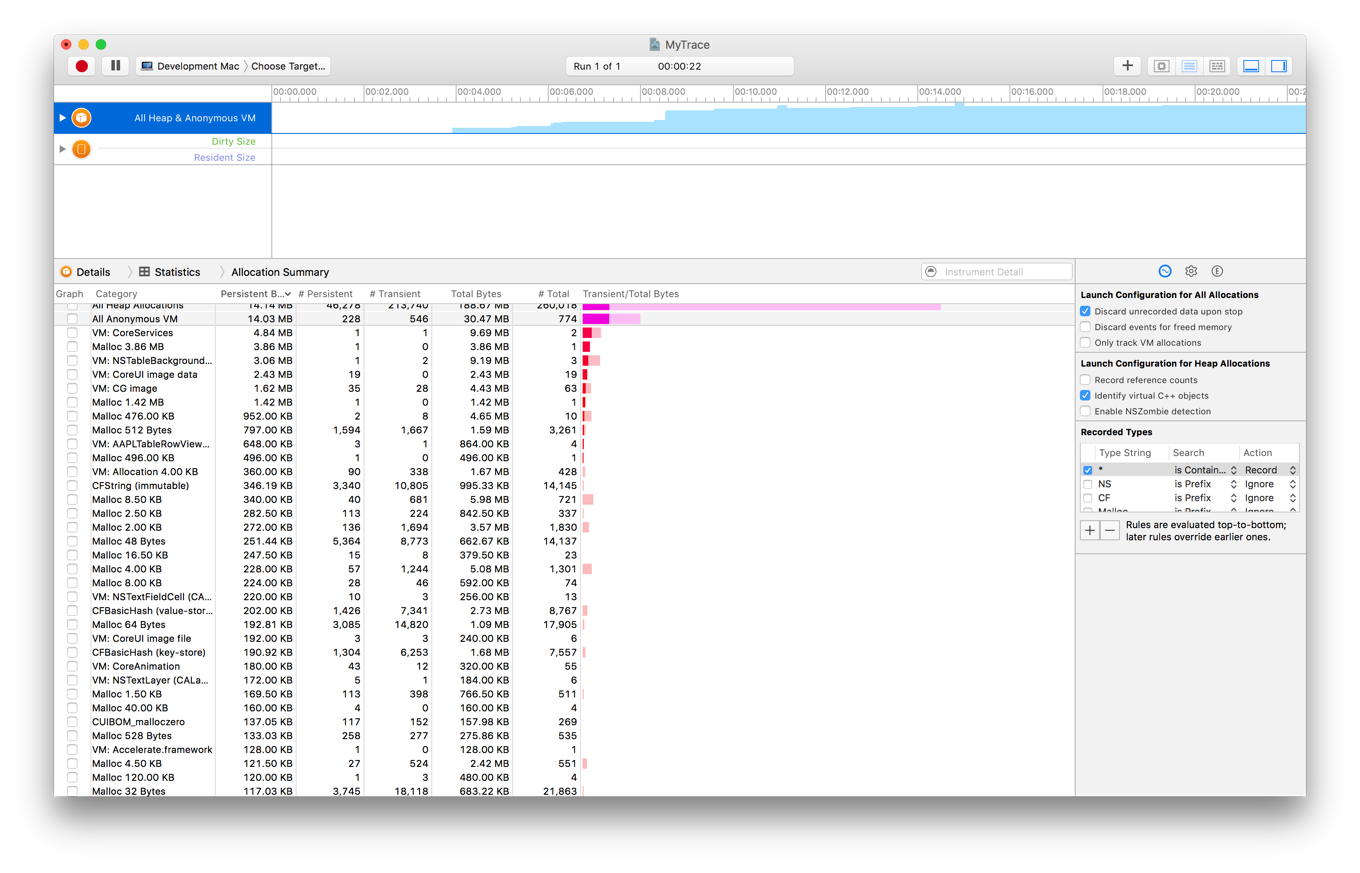 MyTrace
Development Mac 〉Choose Target...
Run 1 of 1 00:00:22
00:00.000 00:02.000 00:04.000 00:06.000 00:08.000 00:10.000 00:12.000 00:14.000 00:16.000 00:18.000 00:20.000 00:2
All Heap & Anonymous VM
Dirty Size
Resident Size
Details 〉 Statistics 〉 Allocation Summary Instrument Detail
Graph Category Persistent B... # Persistent # Transient Total Bytes # Total Transient/Total Bytes
All Heap Allocations 14.14 MB 46,278 213,740 188.67 MB 260,018
All Anonymous VM 14.03 MB 228 546 30.47 MB 774
VM: CoreServices 4.84 MB 1 1 9.69 MB 2
Malloc 3.86 MB 3.86 MB 1 0 3.86 MB 1
VM: NSTableBackground... 3.06 MB 1 2 9.19 MB 3
VM: CoreUI image data 2.43 MB 19 0 2.43 MB 19
VM: CG image 1.62 MB 35 28 4.43 MB 63
Malloc 1.42 MB 1.42 MB 1 0 1.42 MB 1
Malloc 476.00 KB 952.00 KB 2 8 4.65 MB 10
Malloc 512 Bytes 797.00 KB 1,594 1,667 1.59 MB 3,261
VM: AAPLTableRowView... 648.00 KB 3 1 864.00 KB 4
Malloc 496.00 KB 496.00 KB 1 0 496.00 KB 1
VM: Allocation 4.00 KB 360.00 KB 90 338 1.67 MB 428
CFString (immutable) 346.19 KB 3,340 10,805 995.33 KB 14,145
Malloc 8.50 KB 340.00 KB 40 681 5.98 MB 721
Malloc 2.50 KB 282.50 KB 113 224 842.50 KB 337
Malloc 2.00 KB 272.00 KB 136 1,694 3.57 MB 1,830
Malloc 48 Bytes 251.44 KB 5,364 8,773 662.67 KB 14,137
Malloc 16.50 KB 247.50 KB 15 8 379.50 KB 23
Malloc 4.00 KB 228.00 KB 57 1,244 5.08 MB 1,301
Malloc 8.00 KB 224.00 KB 28 46 592.00 KB 74
VM: NSTextFieldCell (CA... 220.00 KB 10 3 256.00 KB 13
CFBasicHash (value-stor... 202.00 KB 1,426 7,341 2.73 MB 8,767
Malloc 64 Bytes 192.81 KB 3,085 14,820 1.09 MB 17,905
VM: CoreUI image file 192.00 KB 3 3 240.00 KB 6
CFBasicHash (key-store) 190.92 KB 1,304 6,253 1.68 MB 7,557
VM: CoreAnimation 180.00 KB 43 12 320.00 KB 55
VM: NSTextLayer (CALa... 172.00 KB 5 1 184.00 KB 6
Malloc 1.50 KB 169.50 KB 113 398 766.50 KB 511
Malloc 40.00 KB 160.00 KB 4 0 160.00 KB 4
CUIBOM_malloczero 137.05 KB 117 152 157.98 KB 269
Malloc 528 Bytes 133.03 KB 258 277 275.86 KB 535
VM: Accelerate.framework 128.00 KB 1 0 128.00 KB 1
Malloc 4.50 KB 121.50 KB 27 524 2.42 MB 551
Malloc 120.00 KB 120.00 KB 1 3 480.00 KB 4
Malloc 32 Bytes 117.03 KB 3,745 18,118 683.22 KB 21,863
E
Launch Configuration for All Allocations
Discard unrecorded data upon stop
Discard events for freed memory
Only track VM allocations
Launch Configuration for Heap Allocations
Record reference counts
Identify virtual C++ objects
Enable NSZombie detection
Recorded Types
Type String Search Action
* is Contain... Record
NS is Prefix Ignore
CF is Prefix Ignore
Malloc is Prefix Ignore
+ − Rules are evaluated top-to-bottom;
later rules override earlier ones.